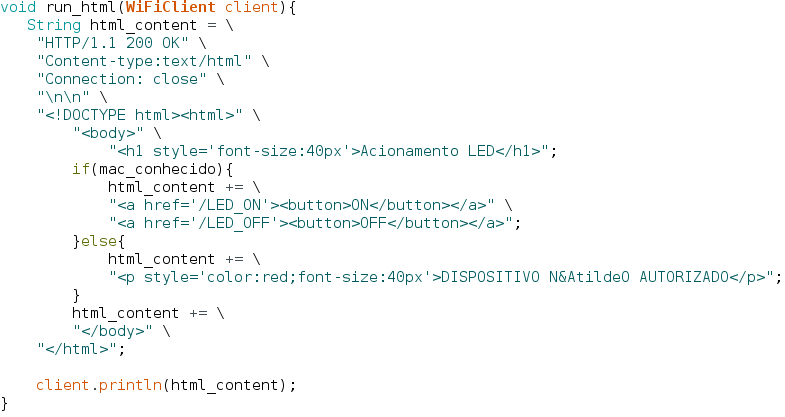 void run_html(WiFiClient client){
   String html_content = \
    "HTTP/1.1 200 OK" \
    "Content-type:text/html" \
    "Connection: close" \
    "\n\n" \
    "<!DOCTYPE html><html>" \
        "<body>" \
            "<h1 style='font-size:40px'>Acionamento LED</h1>";
        if(mac_conhecido){
            html_content += \
            "<a href='/LED_ON'><button>ON</button></a>" \
            "<a href='/LED_OFF'><button>OFF</button></a>";
        }else{
            html_content += \
            "<p style='color:red;font-size:40px'>DISPOSITIVO N&AtildeO AUTORIZADO</p>";
        }
        html_content += \
        "</body>" \
    "</html>";

    client.println(html_content);
}